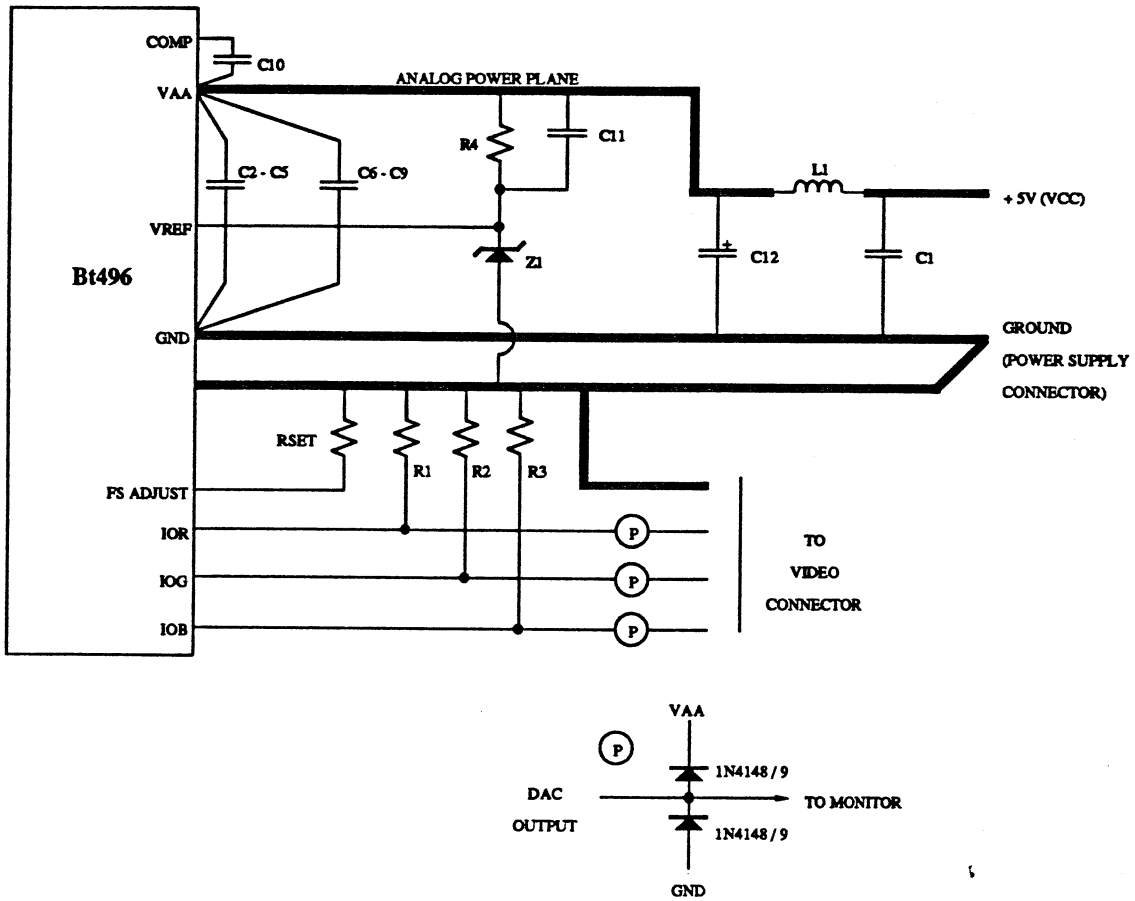 COMP
C10
ANALOG POWER PLANE
VAA
R4
C11
C2 - C5
C6 - C9
L1
+ 5V (VCC)
VREF
Z1
C12
C1
Bt496
GND
GROUND
(POWER SUPPLY
CONNECTOR)
RSET
R1
R2
R3
FS ADJUST
IOR
P
IOG
P
IOB
P
TO
VIDEO
CONNECTOR
VAA
P
1N4148 / 9
DAC
OUTPUT
TO MONITOR
1N4148 / 9
GND